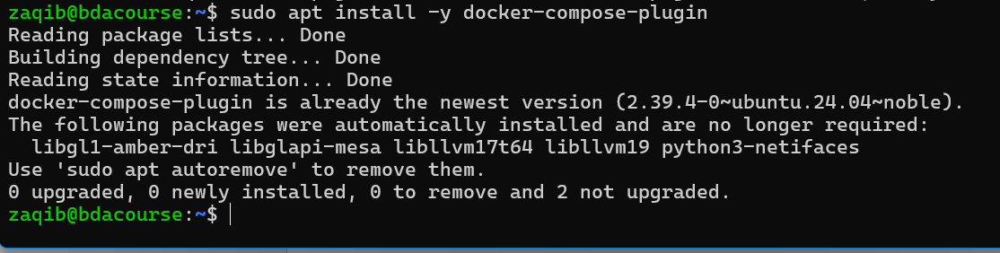 zaqib@bdacourse:~$ sudo apt install -y docker-compose-plugin
Reading package lists... Done
Building dependency tree... Done
Reading state information... Done
docker-compose-plugin is already the newest version (2.39.4-0~ubuntu.24.04~noble).
The following packages were automatically installed and are no longer required:
  libgl1-amber-dri libglapi-mesa libllvm17t64 libllvm19 python3-netifaces
Use 'sudo apt autoremove' to remove them.
0 upgraded, 0 newly installed, 0 to remove and 2 not upgraded.
zaqib@bdacourse:~$